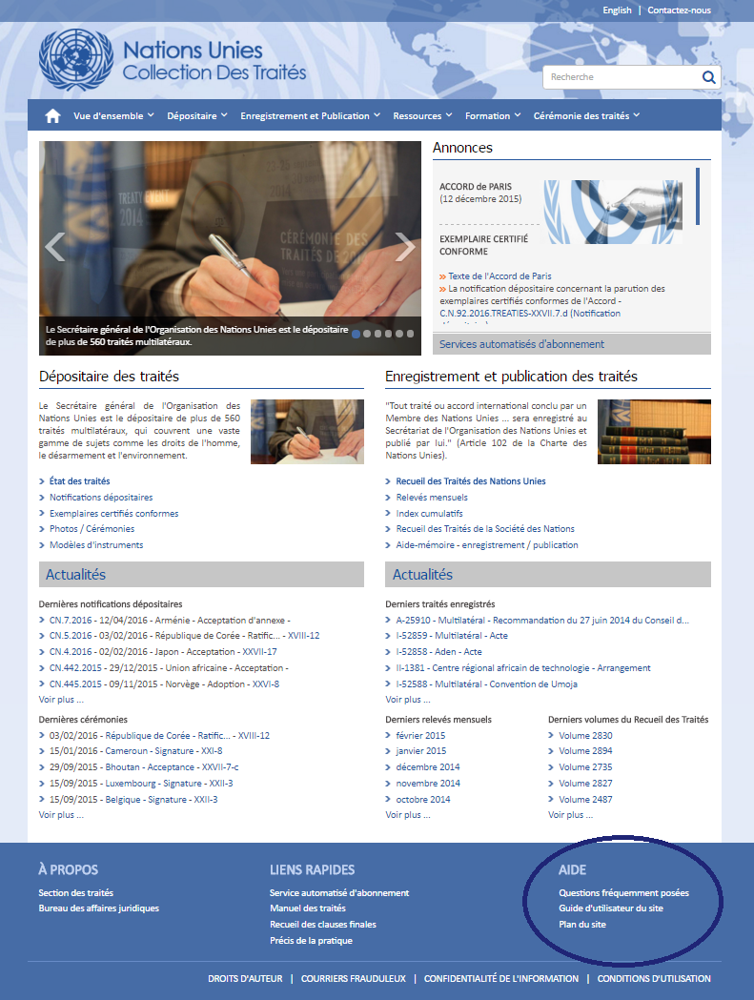 English | Contactez-nous
Nations Unies
Collection Des Traités
Recherche
Vue d'ensemble Dépositaire Enregistrement et Publication Ressources Formation Cérémonie des traités
TREATY EVENT
2014
CÉRÉMONIE DES
TRAITÉS DE 2014
Le Secrétaire général de l'Organisation des Nations Unies est le dépositaire
de plus de 560 traités multilatéraux.
Annonces
ACCORD de PARIS
(12 décembre 2015)
EXEMPLAIRE CERTIFIÉ
CONFORME
Texte de l'Accord de Paris
La notification dépositaire concernant la parution des
exemplaires certifiés conformes de l'Accord -
C.N.92.2016.TREATIES-XXVII.7.d (Notification
Services automatisés d'abonnement
Dépositaire des traités
Le Secrétaire général de l'Organisation des
Nations Unies est le dépositaire de plus de 560
traités multilatéraux, qui couvrent une vaste
gamme de sujets comme les droits de l'homme,
le désarmement et l'environnement.
État des traités
Notifications dépositaires
Exemplaires certifiés conformes
Photos / Cérémonies
Modèles d'instruments
Enregistrement et publication des traités
"Tout traité ou accord international conclu par un
Membre des Nations Unies ... sera enregistré au
Secrétariat de l'Organisation des Nations Unies et
publié par lui." (Article 102 de la Charte des
Nations Unies).
Recueil des Traités des Nations Unies
Relevés mensuels
Index cumulatifs
Recueil des Traités de la Société des Nations
Aide-mémoire - enregistrement / publication
Actualités
Dernières notifications dépositaires
CN.7.2016 - 12/04/2016 - Arménie - Acceptation d'annexe -
CN.5.2016 - 03/02/2016 - République de Corée - Ratific... - XVIII-12
CN.4.2016 - 02/02/2016 - Japon - Acceptation - XXVII-17
CN.442.2015 - 29/12/2015 - Union africaine - Acceptation -
CN.445.2015 - 09/11/2015 - Norvège - Adoption - XXVI-8
Voir plus ...
Dernières cérémonies
03/02/2016 - République de Corée - Ratific... - XVIII-12
15/01/2016 - Cameroun - Signature - XXI-8
29/09/2015 - Bhoutan - Acceptance - XXVII-7-c
15/09/2015 - Luxembourg - Signature - XXII-3
15/09/2015 - Belgique - Signature - XXII-3
Voir plus ...
Actualités
Derniers traités enregistrés
A-25910 - Multilatéral - Recommandation du 27 juin 2014 du Conseil d...
I-52859 - Multilatéral - Acte
I-52858 - Aden - Acte
II-1381 - Centre régional africain de technologie - Arrangement
I-52588 - Multilatéral - Convention de Umoja
Voir plus ...
Derniers relevés mensuels
février 2015
janvier 2015
décembre 2014
novembre 2014
octobre 2014
Voir plus ...
Derniers volumes du Recueil des Traités
Volume 2830
Volume 2894
Volume 2735
Volume 2827
Volume 2487
Voir plus ...
À PROPOS
Section des traités
Bureau des affaires juridiques
LIENS RAPIDES
Service automatisé d'abonnement
Manuel des traités
Recueil des clauses finales
Précis de la pratique
AIDE
Questions fréquemment posées
Guide d'utilisateur du site
Plan du site
DROITS D'AUTEUR | COURRIERS FRAUDULEUX | CONFIDENTIALITÉ DE L'INFORMATION | CONDITIONS D'UTILISATION